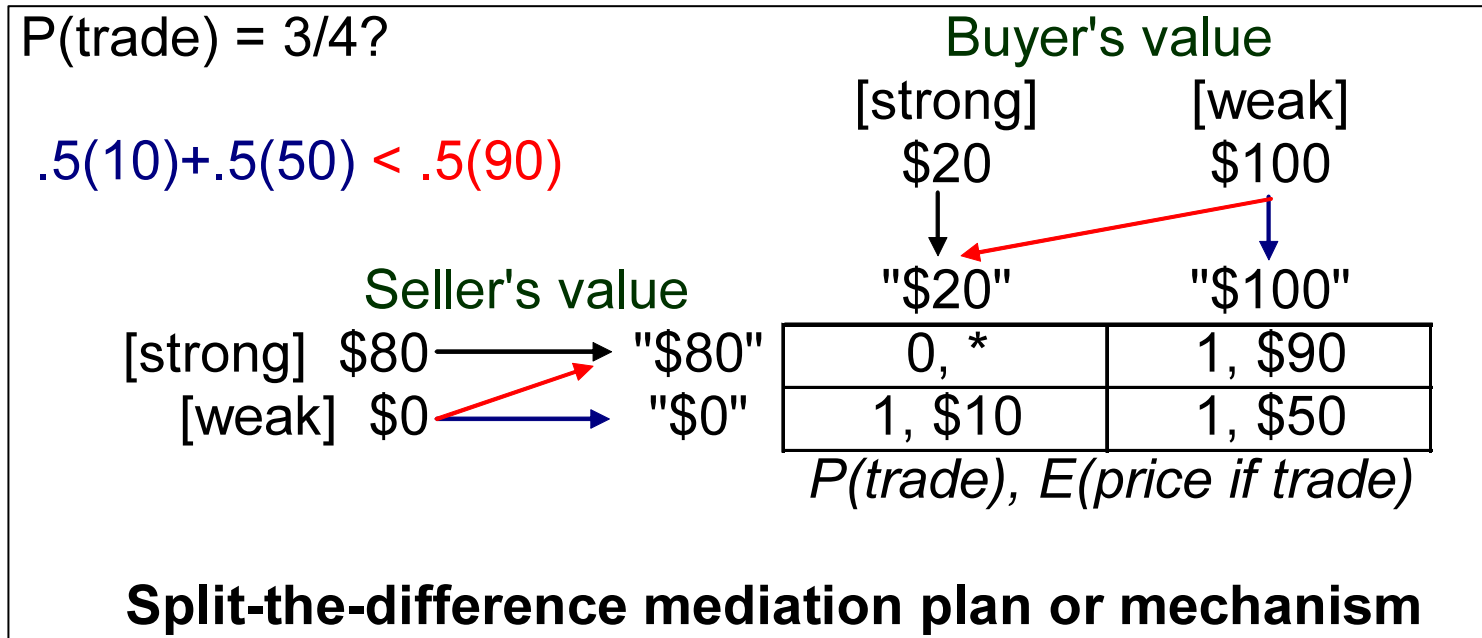 P(trade) = 3/4?
Buyer's value
[strong] [weak]
.5(10)+.5(50) < .5(90)
$20 $100
Seller's value
"$20" "$100"
[strong] $80 "$80" 0, * 1, $90
[weak] $0 "$0" 1, $10 1, $50
P(trade), E(price if trade)
Split-the-difference mediation plan or mechanism